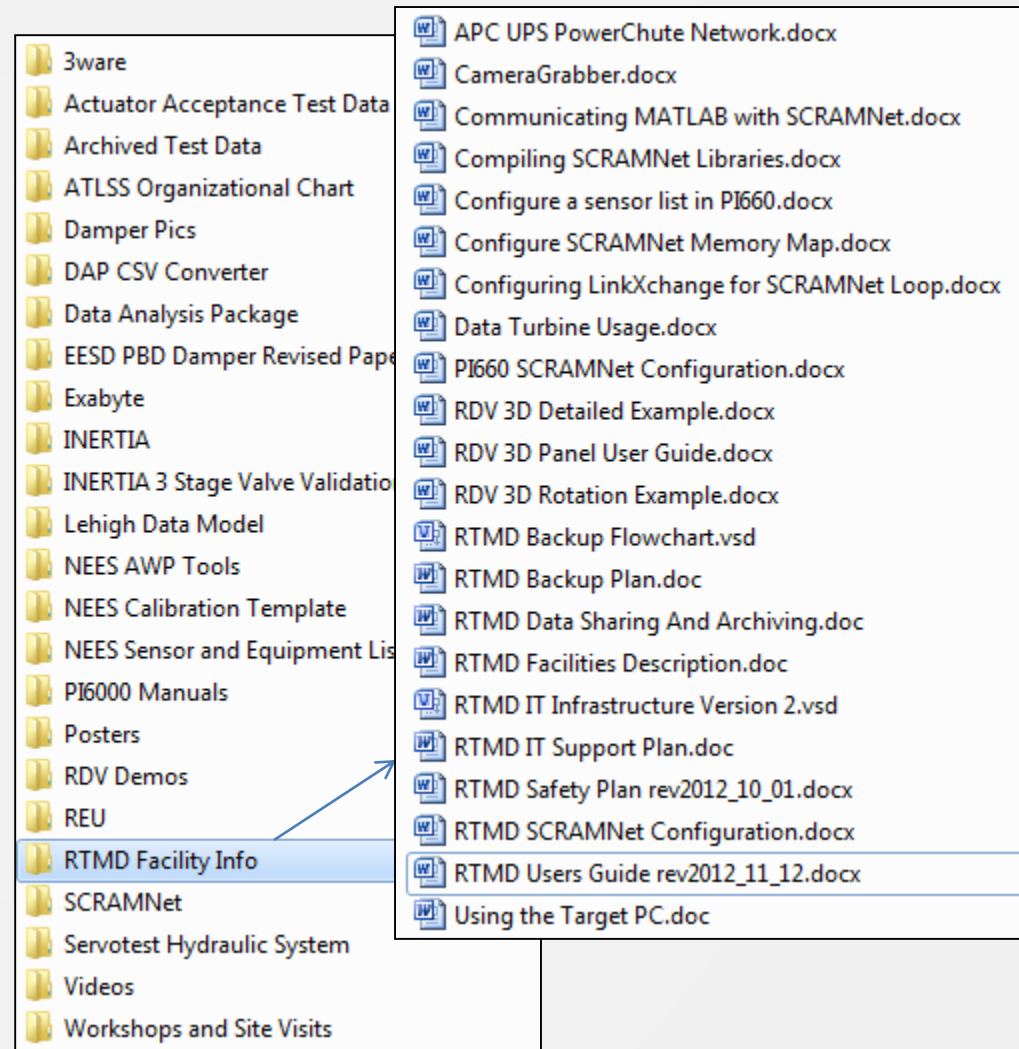 3ware
Actuator Acceptance Test Data
Archived Test Data
ATLSS Organizational Chart
Damper Pics
DAP CSV Converter
Data Analysis Package
EESD PBD Damper Revised Pape
Exabyte
INERTIA
INERTIA 3 Stage Valve Validatio
Lehigh Data Model
NEES AWP Tools
NEES Calibration Template
NEES Sensor and Equipment Lis
PI6000 Manuals
Posters
RDV Demos
REU
RTMD Facility Info
SCRAMNet
Servotest Hydraulic System
Videos
Workshops and Site Visits
APC UPS PowerChute Network.docx
CameraGrabber.docx
Communicating MATLAB with SCRAMNet.docx
Compiling SCRAMNet Libraries.docx
Configure a sensor list in PI660.docx
Configure SCRAMNet Memory Map.docx
Configuring LinkXchange for SCRAMNet Loop.docx
Data Turbine Usage.docx
PI660 SCRAMNet Configuration.docx
RDV 3D Detailed Example.docx
RDV 3D Panel User Guide.docx
RDV 3D Rotation Example.docx
RTMD Backup Flowchart.vsd
RTMD Backup Plan.doc
RTMD Data Sharing And Archiving.doc
RTMD Facilities Description.doc
RTMD IT Infrastructure Version 2.vsd
RTMD IT Support Plan.doc
RTMD Safety Plan rev2012_10_01.docx
RTMD SCRAMNet Configuration.docx
RTMD Users Guide rev2012_11_12.docx
Using the Target PC.doc